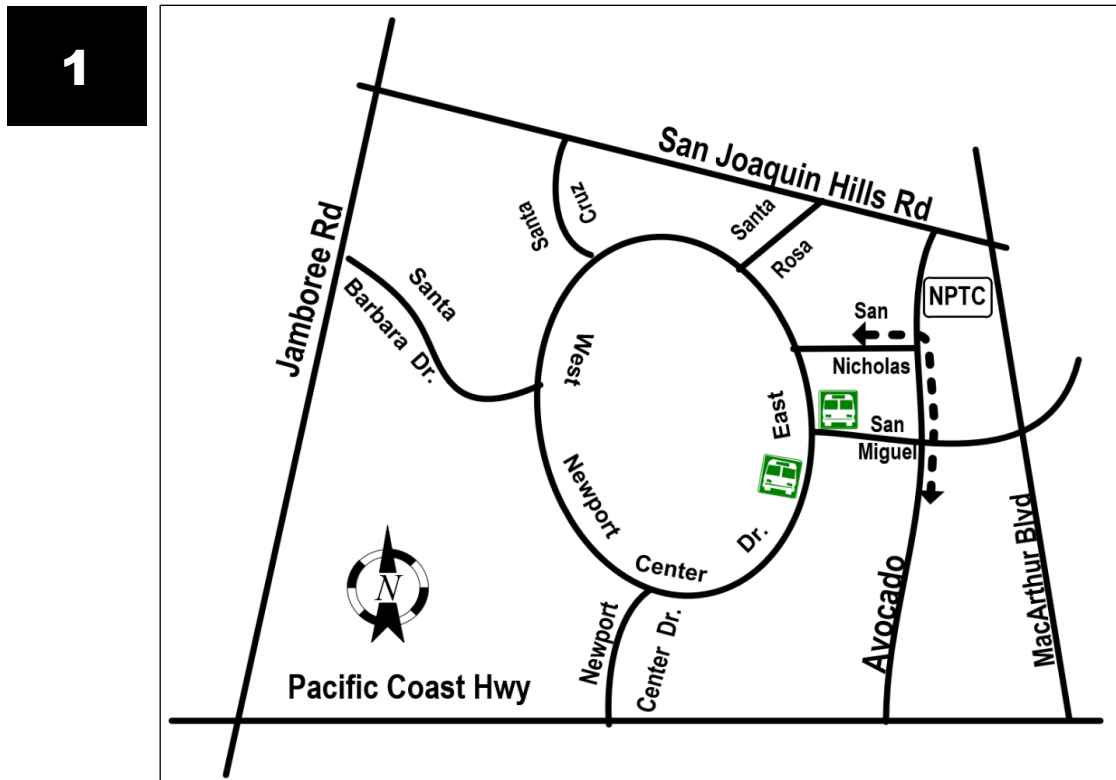 1
San Joaquin Hills Rd
Jamboree Rd
Santa
Cruz
Santa
Rosa
Santa
Barbara Dr.
NPTC
San
Nicholas
West
East
San
Miguel
Newport
Center
Dr.
N
Newport
Center Dr.
Avocado
MacArthur Blvd
Pacific Coast Hwy